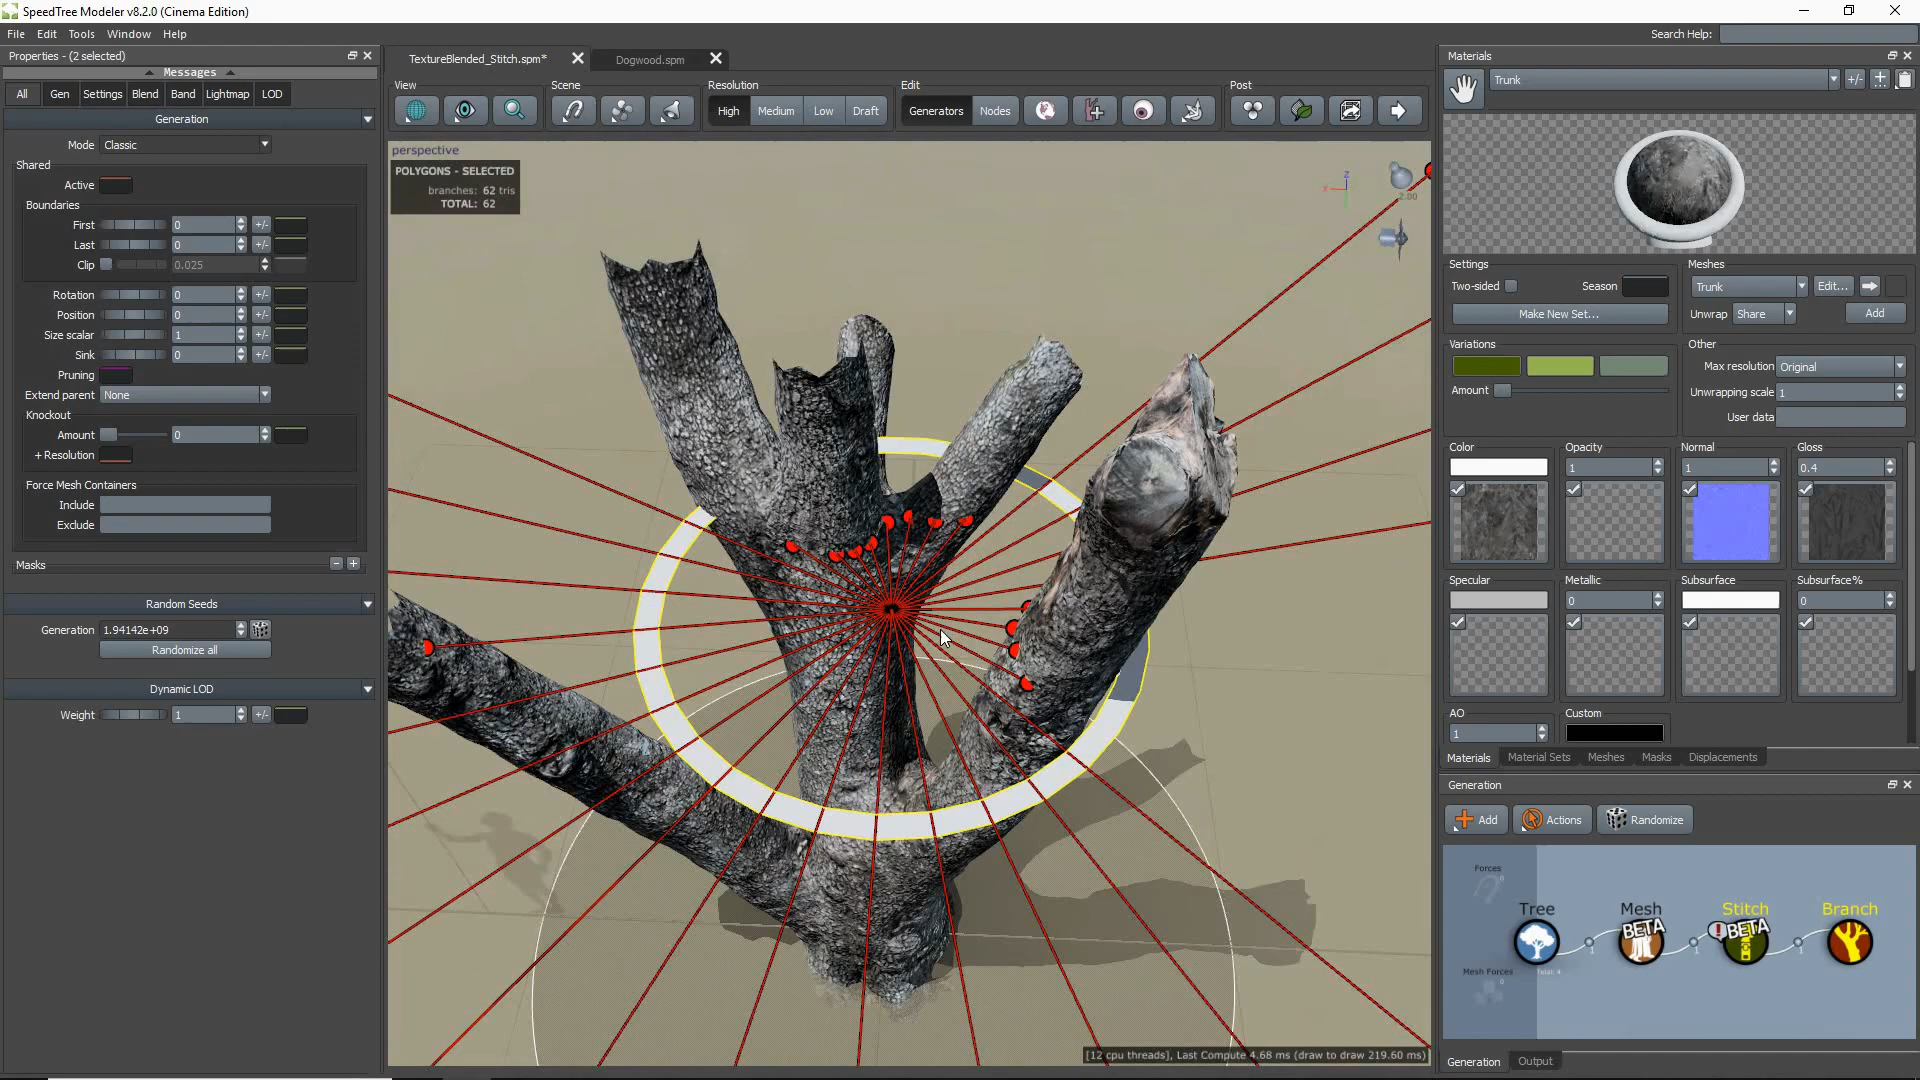 SpeedTree Modeler v8.2.0 (Cinema Edition)
File Edit Tools Window Help
Search Help:
Properties - (2 selected)
Messages
All Gen Settings Blend Band Lightmap LOD
Generation
Mode Classic
Shared
Active
Boundaries
First 0 +/-
Last 0 +/-
Clip 0.025
Rotation 0 +/-
Position 0 +/-
Size scalar 1 +/-
Sink 0 +/-
Pruning
Extend parent None
Knockout
Amount 0
+ Resolution
Force Mesh Containers
Include
Exclude
Masks
Random Seeds
Generation 1.94142e+09
Randomize all
Dynamic LOD
Weight 1 +/-
TextureBlended_Stitch.spm*
Dogwood.spm
View
Scene
Resolution
Edit
Post
High Medium Low Draft
Generators Nodes
perspective
POLYGONS - SELECTED
branches: 62 tris
TOTAL: 62
z
x
2.00
[12 cpu threads], Last Compute 4.68 ms (draw to draw 219.60 ms)
Materials
Trunk
+/-
Settings
Two-sided Season
Make New Set...
Meshes
Trunk Edit...
Unwrap Share Add
Variations
Amount
Other
Max resolution Original
Unwrapping scale 1
User data
Color Opacity Normal Gloss
1 1 0.4
Specular Metallic Subsurface Subsurface%
0 0
AO Custom
1
Materials Material Sets Meshes Masks Displacements
Generation
Add Actions Randomize
Forces
0
Mesh Forces
0
Tree Mesh Stitch Branch
BETA BETA
1 1 1
Total: 4
Generation Output